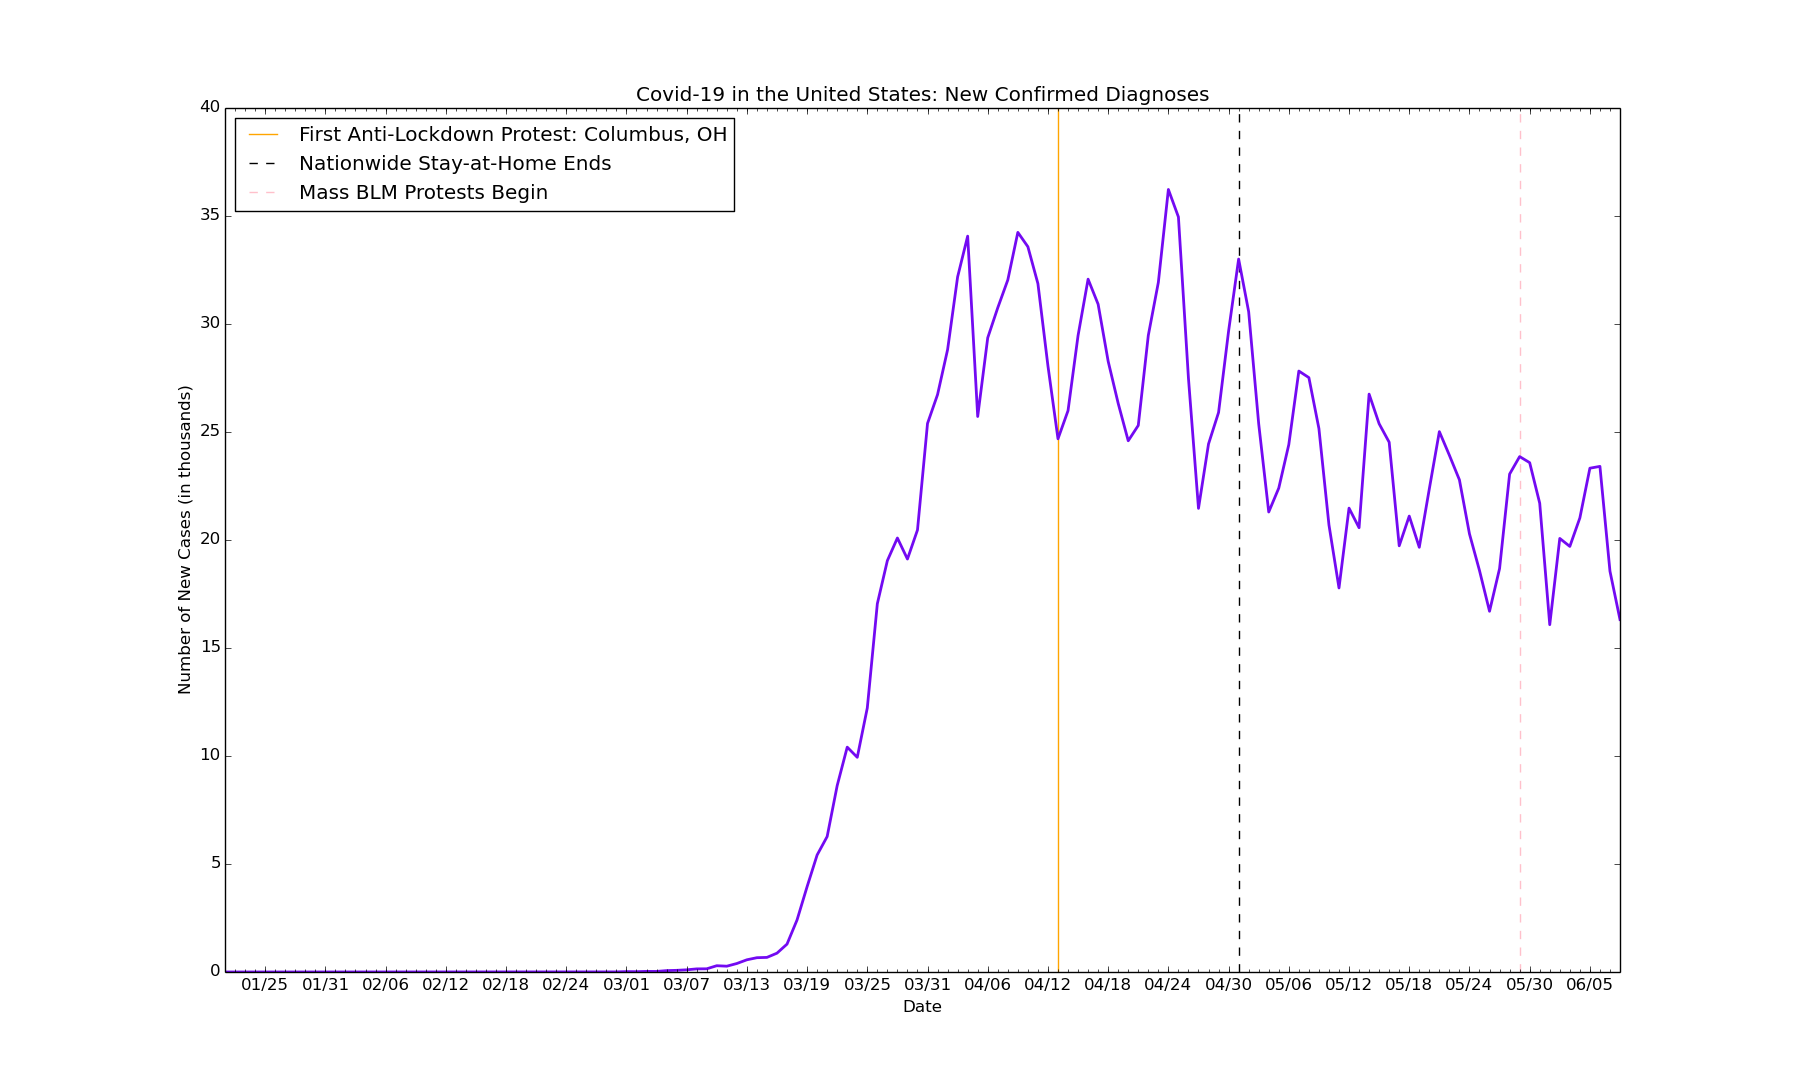 Covid-19 in the United States: New Confirmed Diagnoses
First Anti-Lockdown Protest: Columbus, OH
Nationwide Stay-at-Home Ends
Mass BLM Protests Begin
Number of New Cases (in thousands)
40
35
30
25
20
15
10
5
0
01/25 01/31 02/06 02/12 02/18 02/24 03/01 03/07 03/13 03/19 03/25 03/31 04/06 04/12 04/18 04/24 04/30 05/06 05/12 05/18 05/24 05/30 06/05
Date